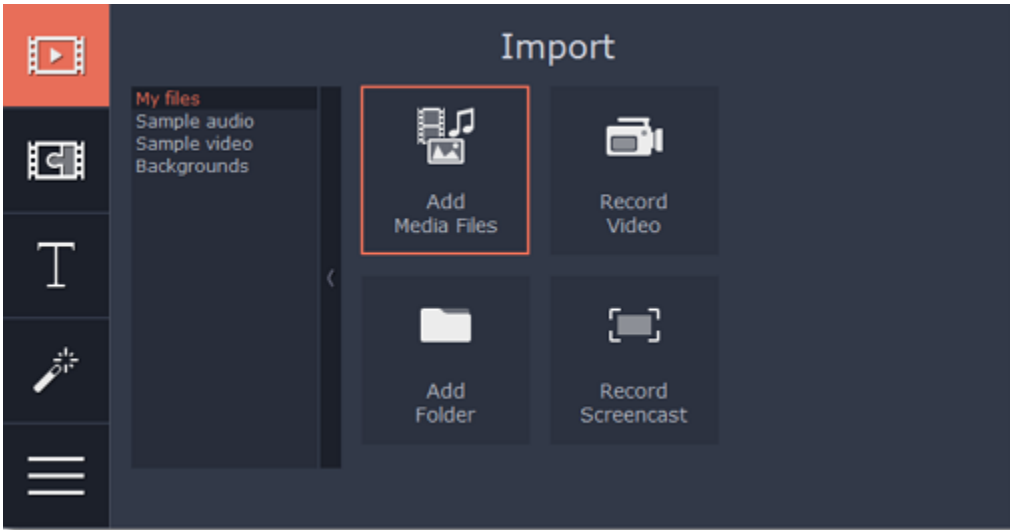 Import
My files
Sample audio
Sample video
Backgrounds
Add
Media Files
Record
Video
Add
Folder
Record
Screencast